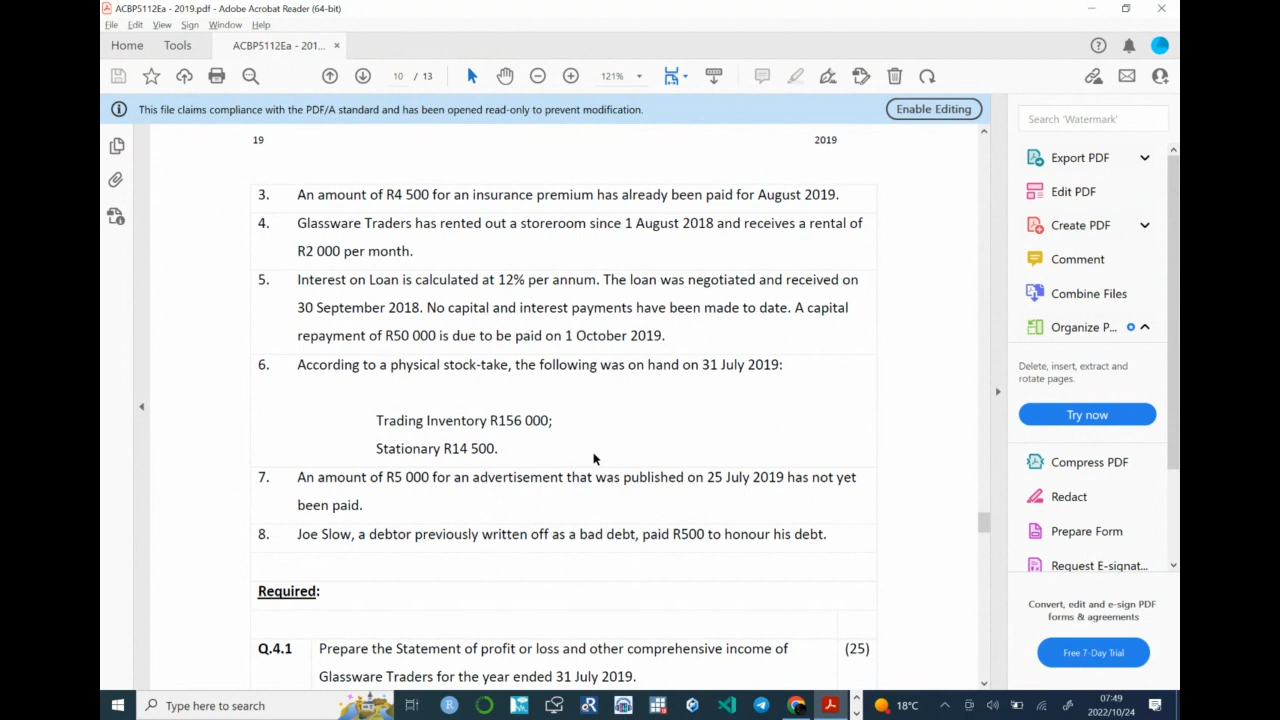 ACBP5112Ea - 2019.pdf - Adobe Acrobat Reader (64-bit)
File Edit View Sign Window Help
Home Tools ACBP5112Ea - 201... ×
10 / 13 121%
This file claims compliance with the PDF/A standard and has been opened read-only to prevent modification. Enable Editing
19 2019
3. An amount of R4 500 for an insurance premium has already been paid for August 2019.
4. Glassware Traders has rented out a storeroom since 1 August 2018 and receives a rental of
R2 000 per month.
5. Interest on Loan is calculated at 12% per annum. The loan was negotiated and received on
30 September 2018. No capital and interest payments have been made to date. A capital
repayment of R50 000 is due to be paid on 1 October 2019.
6. According to a physical stock-take, the following was on hand on 31 July 2019:
Trading Inventory R156 000;
Stationary R14 500.
7. An amount of R5 000 for an advertisement that was published on 25 July 2019 has not yet
been paid.
8. Joe Slow, a debtor previously written off as a bad debt, paid R500 to honour his debt.
Required:
Q.4.1 Prepare the Statement of profit or loss and other comprehensive income of (25)
Glassware Traders for the year ended 31 July 2019.
Search 'Watermark'
Export PDF
Edit PDF
Create PDF
Comment
Combine Files
Organize P...
Delete, insert, extract and
rotate pages.
Try now
Compress PDF
Redact
Prepare Form
Request E-signat...
Convert, edit and e-sign PDF
forms & agreements
Free 7-Day Trial
Type here to search
18°C
07:49
2022/10/24